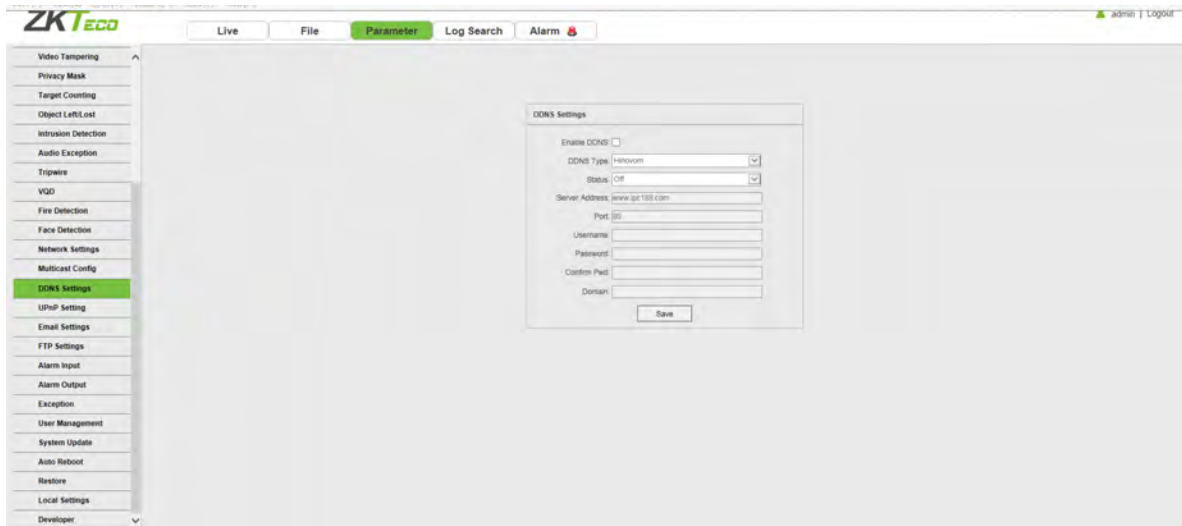 ZKTeco
admin | Logout
Live
File
Parameter
Log Search
Alarm
Video Tampering
Privacy Mask
Target Counting
Object Left/Lost
Intrusion Detection
Audio Exception
Tripwire
VQD
Fire Detection
Face Detection
Network Settings
Multicast Config
DDNS Settings
UPnP Setting
Email Settings
FTP Settings
Alarm Input
Alarm Output
Exception
User Management
System Update
Auto Reboot
Restore
Local Settings
Developer
DDNS Settings
Enable DDNS:
DDNS Type: Hinovom
Status: Off
Server Address: www.ipc188.com
Port:
Username:
Password:
Confirm Pwd:
Domain:
Save